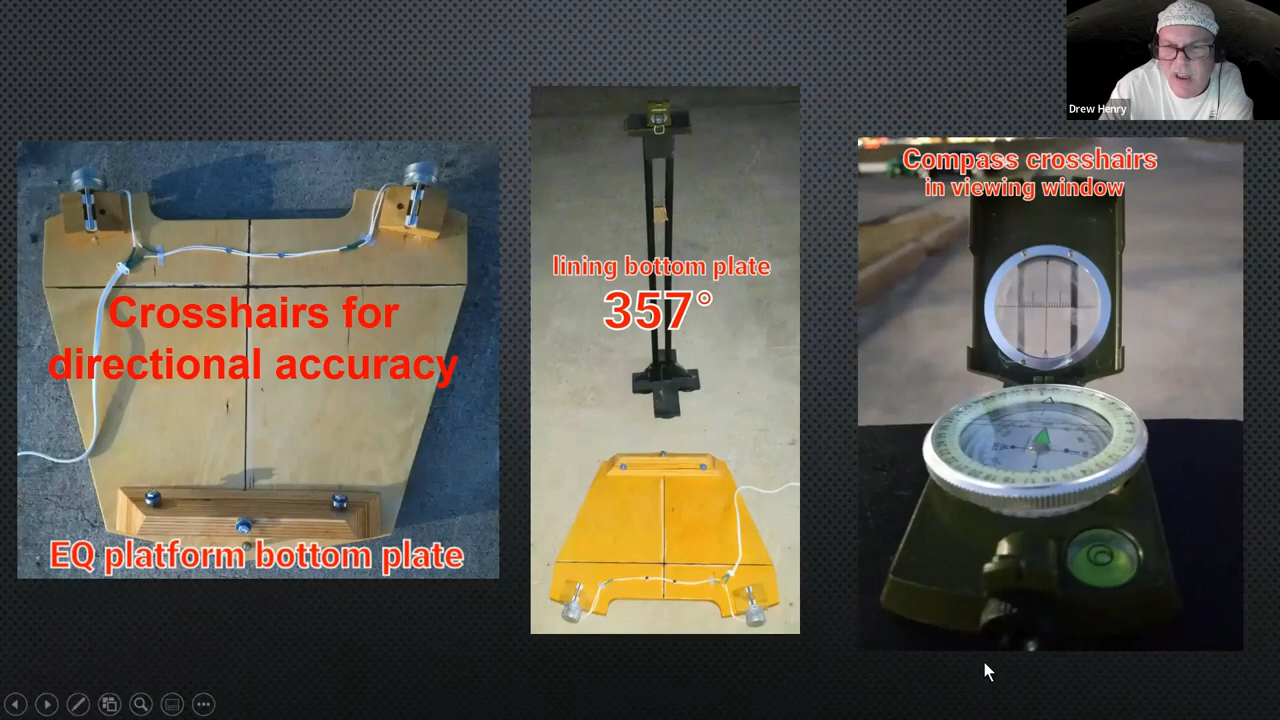 Drew Henry
Crosshairs for
directional accuracy
EQ platform bottom plate
lining bottom plate
357°
Compass crosshairs
in viewing window